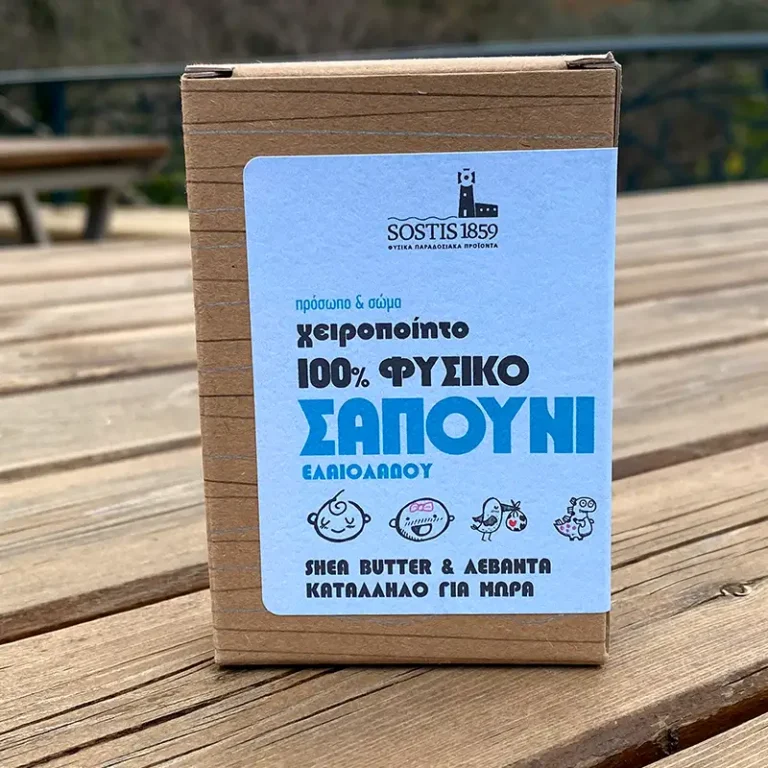 SOSTIS 1859
ΦΥΣΙΚΑ ΠΑΡΑΔΟΣΙΑΚΑ ΠΡΟΪΟΝΤΑ
πρόσωπο & σώμα
χειροποίητο
100% ΦΥΣΙΚΟ
ΣΑΠΟΥΝΙ
ΕΛΑΙΟΛΑΔΟΥ
SHEA BUTTER & ΛΕΒΑΝΤΑ
ΚΑΤΑΛΛΗΛΟ ΓΙΑ ΜΩΡΑ